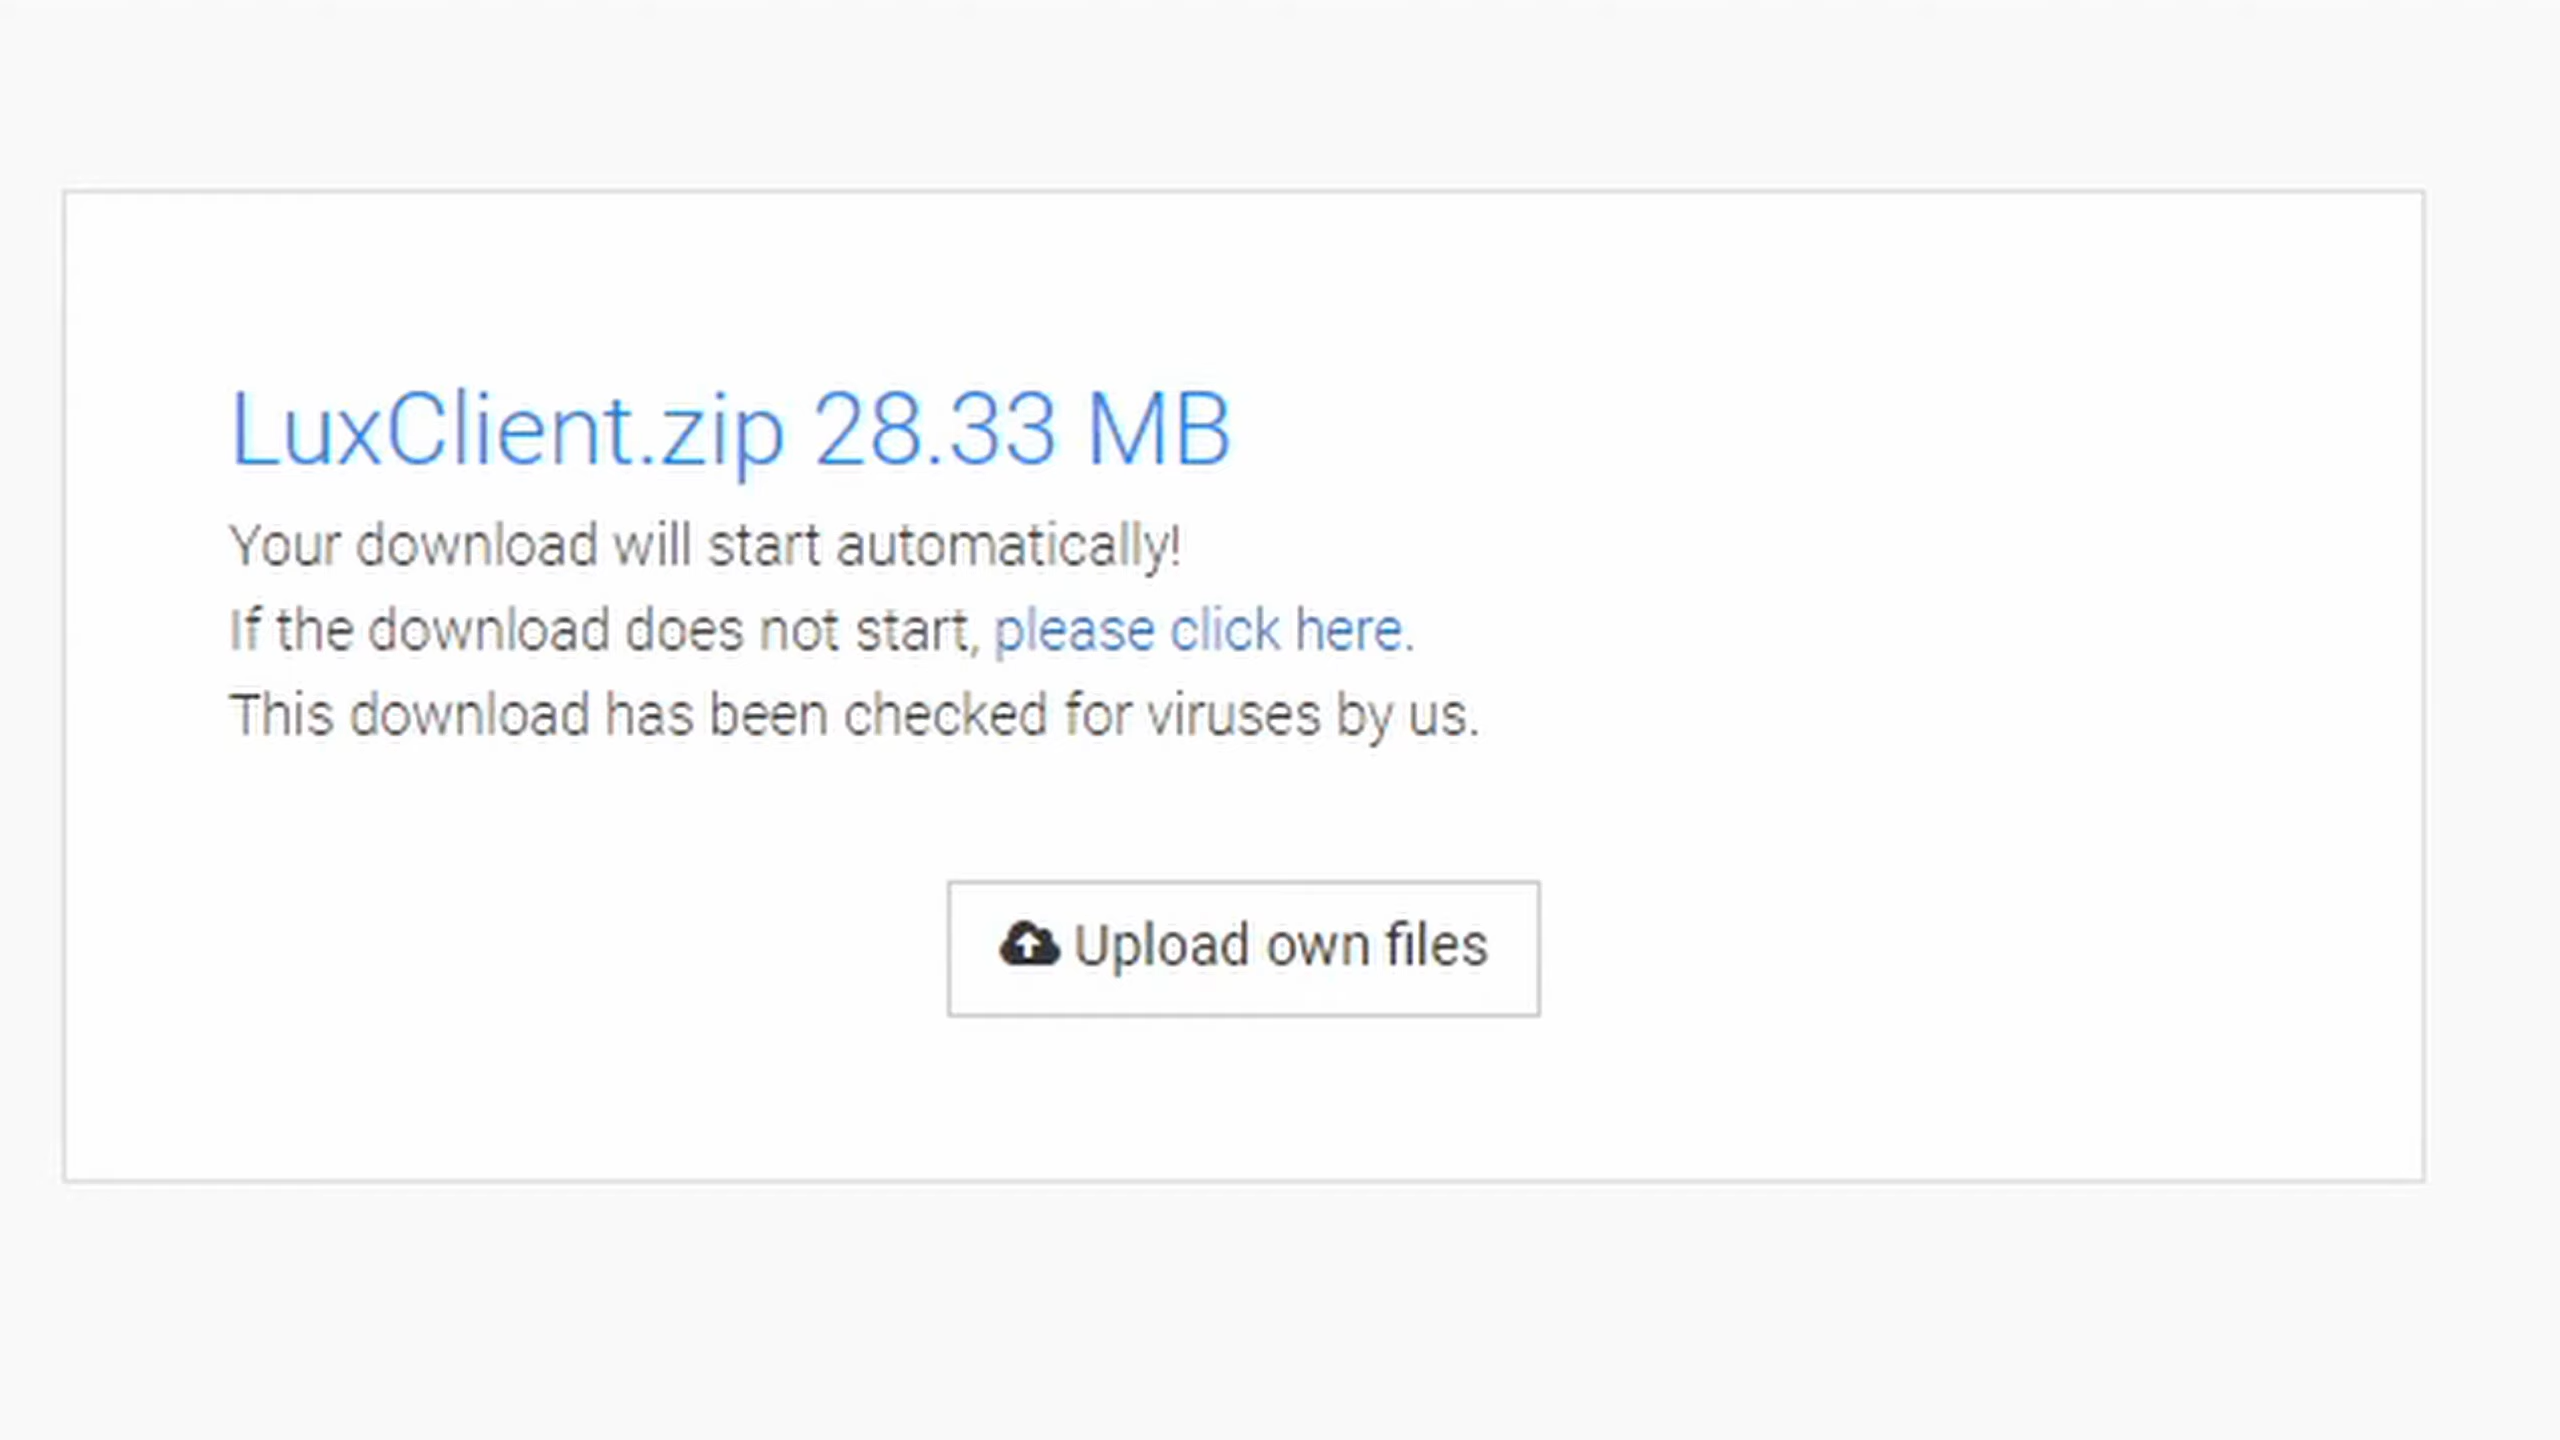 LuxClient.zip 28.33 MB
Your download will start automatically!
If the download does not start, please click here.
This download has been checked for viruses by us.
Upload own files